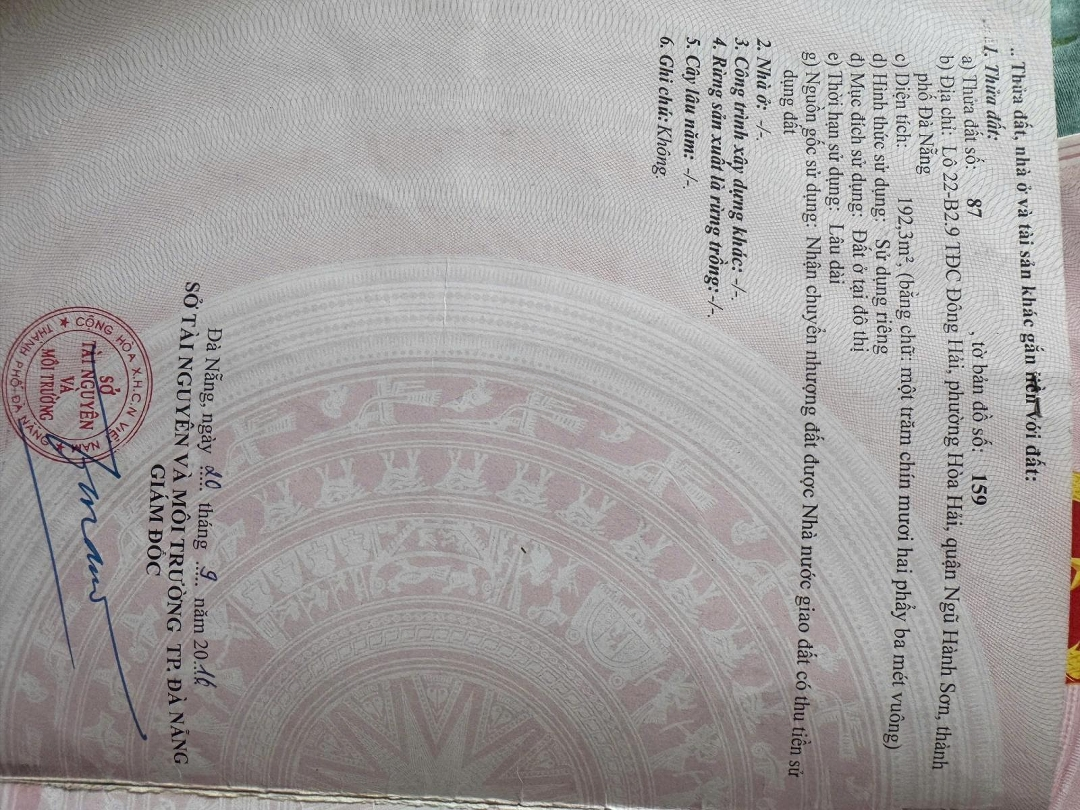 Thửa đất, nhà ở và tài sản khác gắn liền với đất:
1. Thửa đất:
a) Thửa đất số: 87 , tờ bản đồ số: 159
b) Địa chỉ: Lô 22-B2.9 TĐC Đông Hải, phường Hòa Hải, quận Ngũ Hành Sơn, thành
phố Đà Nẵng
c) Diện tích: 192,3m², (bằng chữ: một trăm chín mươi hai phẩy ba mét vuông)
d) Hình thức sử dụng: Sử dụng riêng
đ) Mục đích sử dụng: Đất ở tại đô thị
e) Thời hạn sử dụng: Lâu dài
g) Nguồn gốc sử dụng: Nhận chuyển nhượng đất được Nhà nước giao đất có thu tiền sử
dụng đất
2. Nhà ở: -/-.
3. Công trình xây dựng khác: -/-.
4. Rừng sản xuất là rừng trồng: -/-.
5. Cây lâu năm: -/-.
6. Ghi chú: Không.
Đà Nẵng, ngày 20 tháng 9 năm 20
SỞ TÀI NGUYÊN VÀ MÔI TRƯỜNG TP. ĐÀ NẴNG
GIÁM ĐỐC
CỘNG HÒA X.H.C.N VIỆT
SỞ
TÀI NGUYÊN
VÀ
MÔI TRƯỜNG
THÀNH PHỐ ĐÀ NẴNG